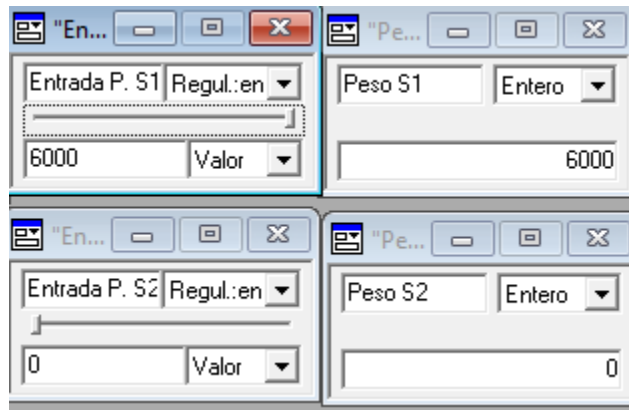 "En...
Entrada P. S1 Regul.:en
6000 Valor
"Pe...
Peso S1 Entero
6000
"En...
Entrada P. S2 Regul.:en
0 Valor
"Pe...
Peso S2 Entero
0